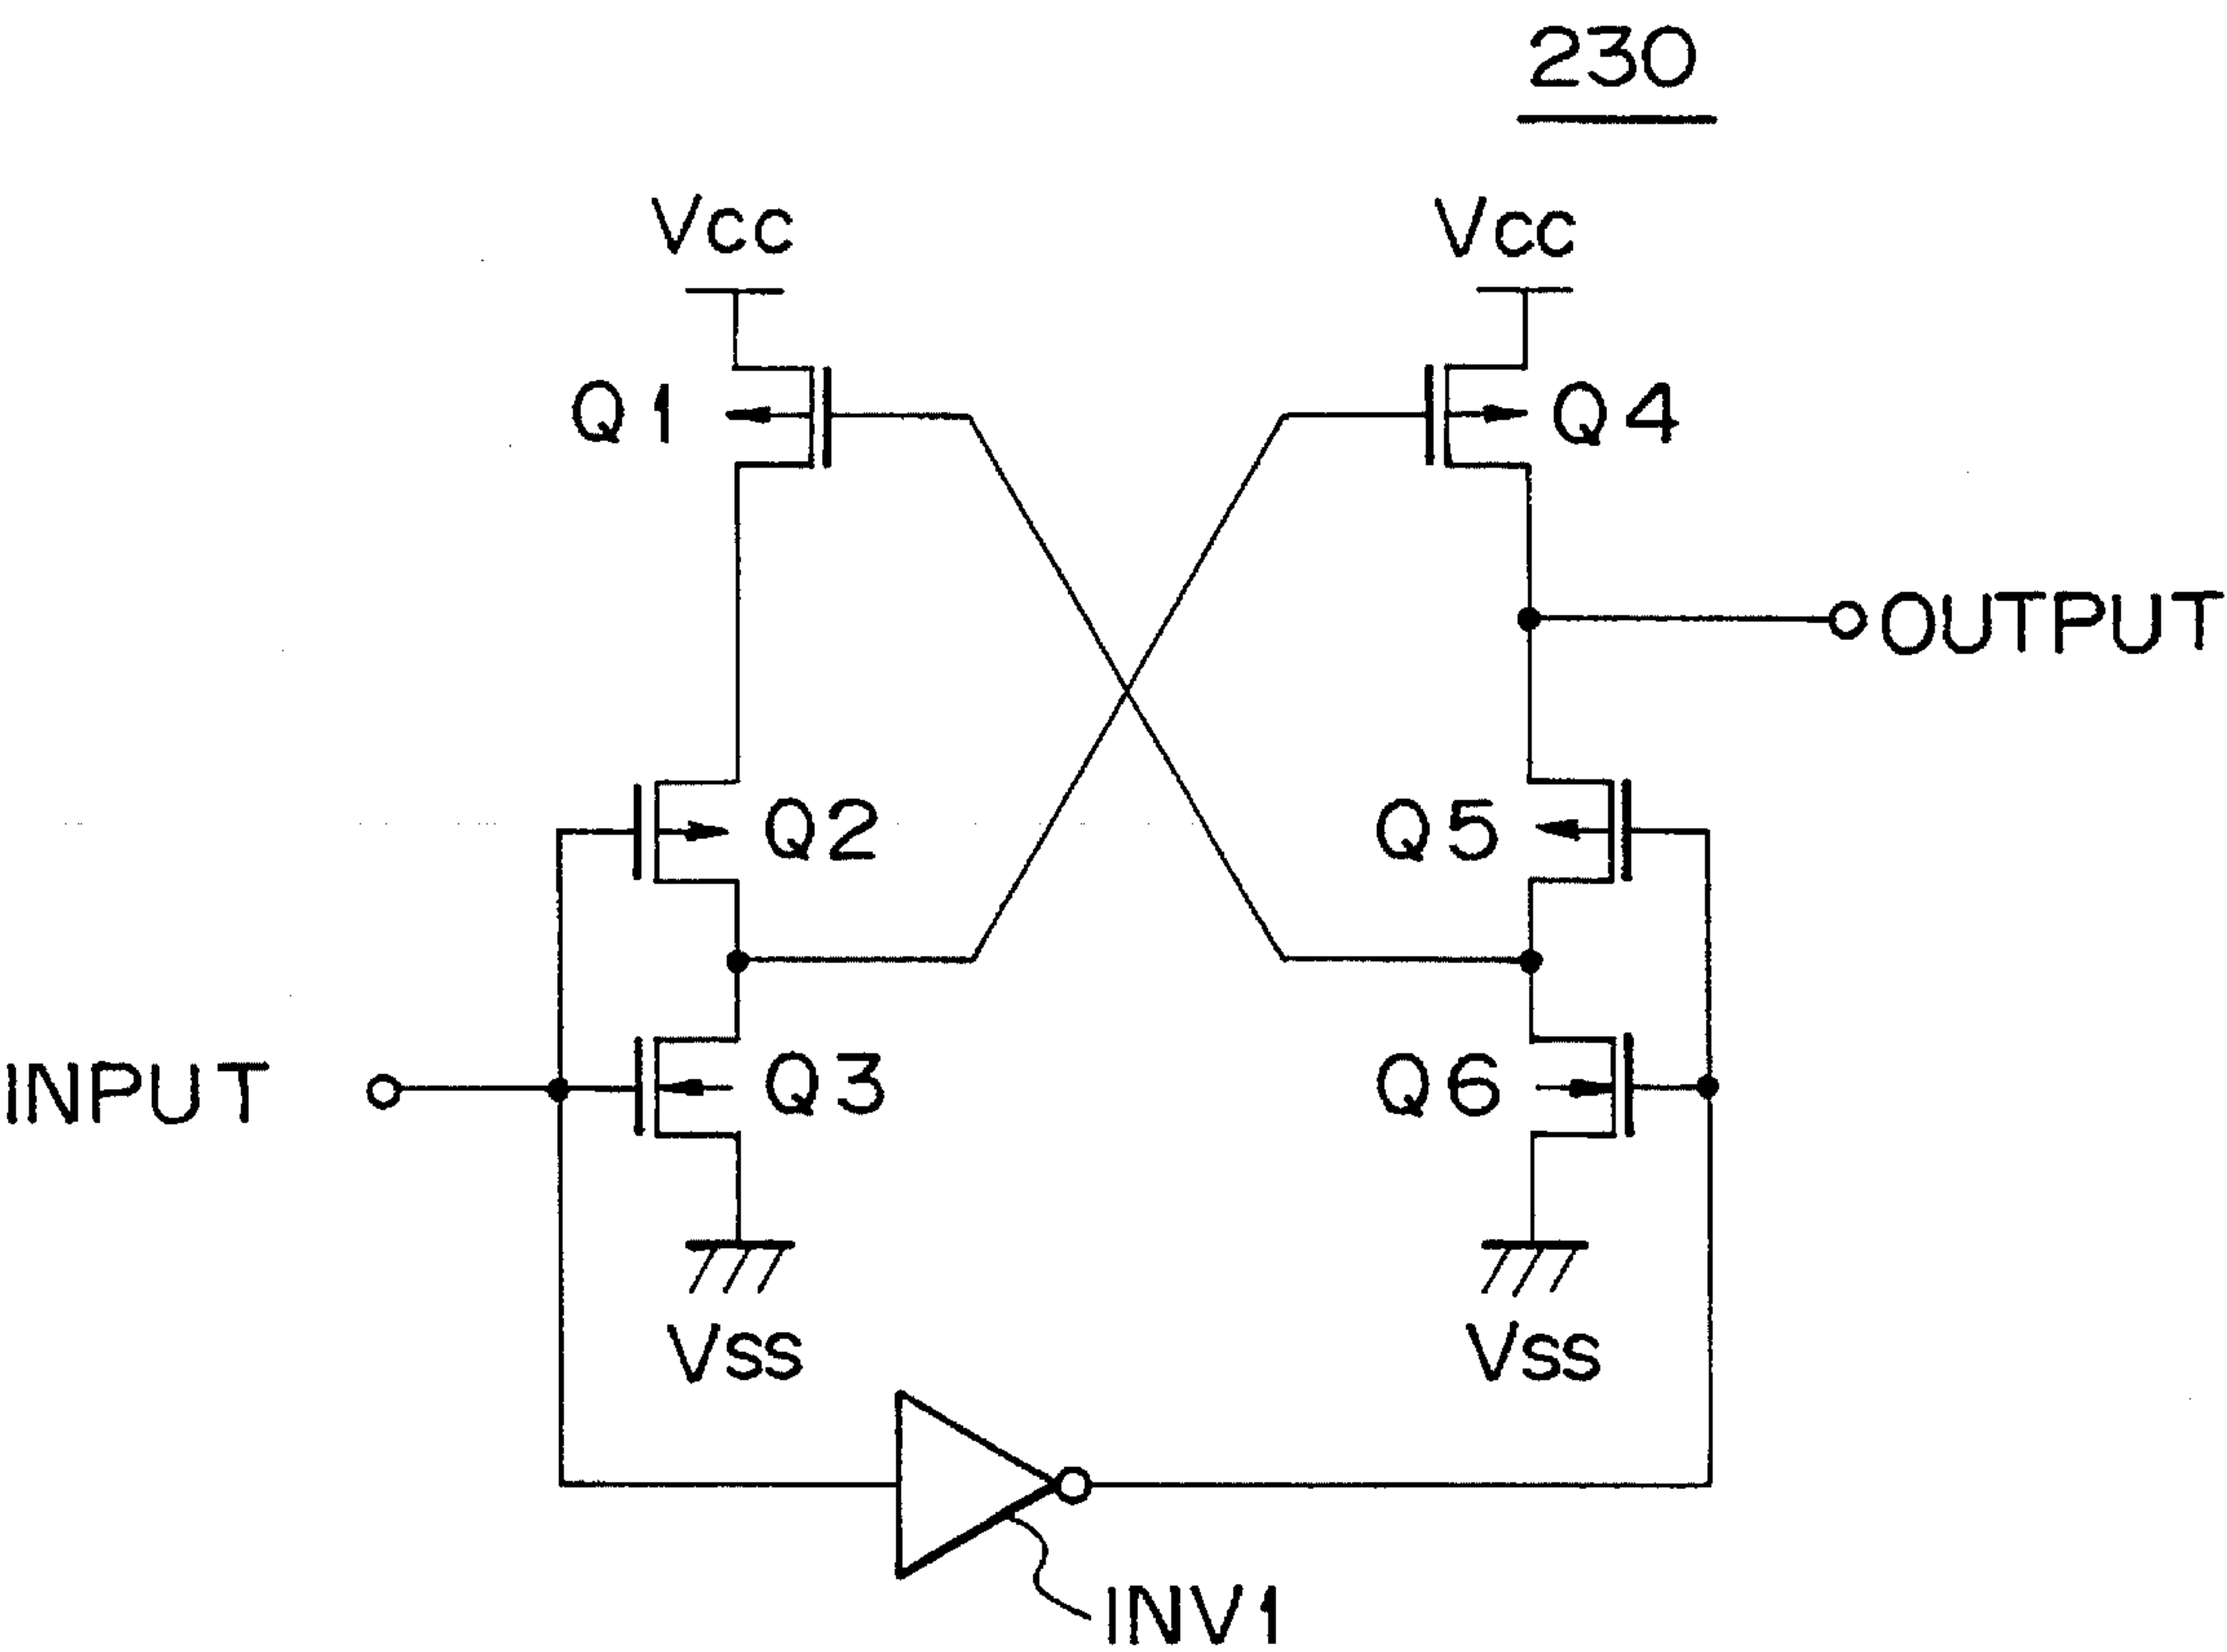 230
Vcc
Vcc
Q1
Q4
OUTPUT
Q2
Q5
INPUT
Q3
Q6
Vss
Vss
INV1